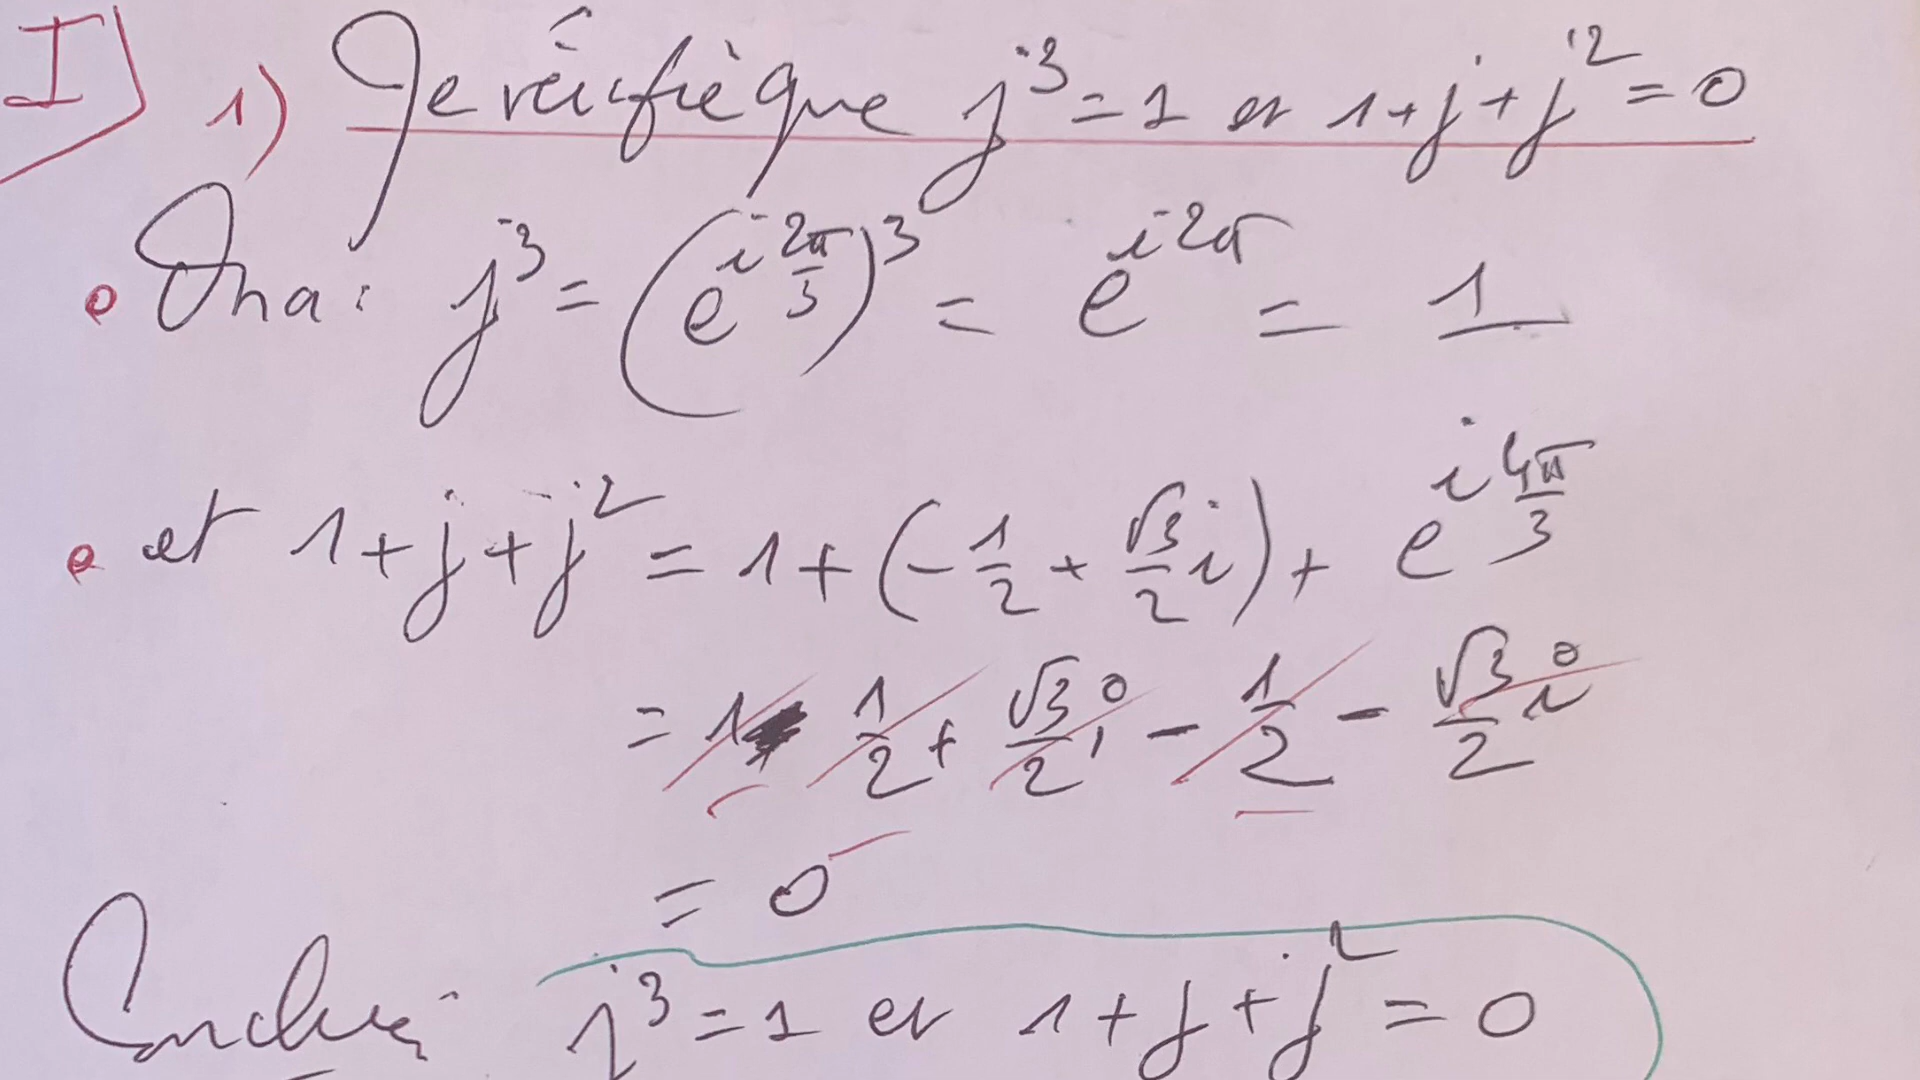 I) 1) Je vérifie que j³ = 1 et 1 + j + j² = 0
• On a : j³ = (e^{i 2π/3})³ = e^{i2π} = 1
• et 1 + j + j² = 1 + (-1/2 + √3/2 i) + e^{i 4π/3}
= 1 - 1/2 + √3/2 i - 1/2 - √3/2 i
= 0
Conclu : j³ = 1 et 1 + j + j² = 0